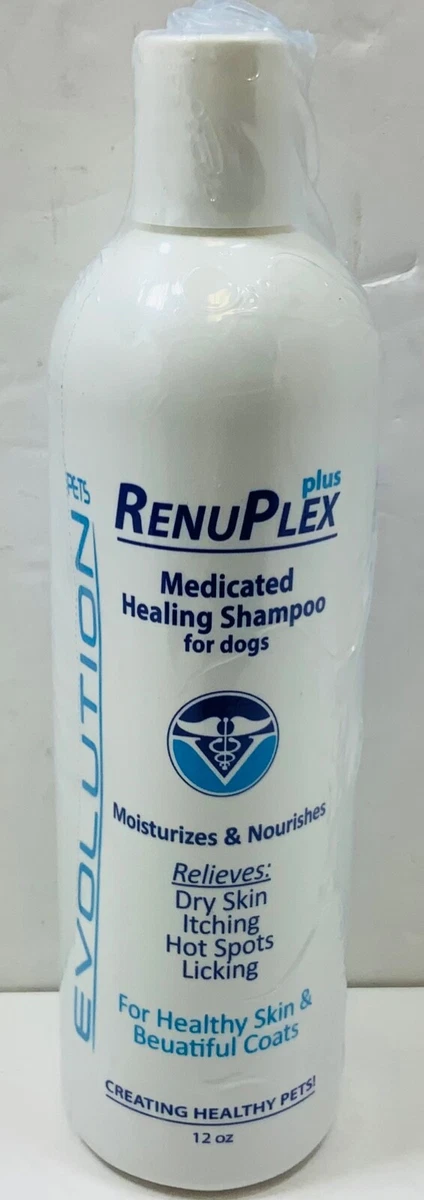 PETS
EVOLUTION
plus
RENUPLEX
Medicated
Healing Shampoo
for dogs
Moisturizes & Nourishes
Relieves:
Dry Skin
Itching
Hot Spots
Licking
For Healthy Skin &
Beuatiful Coats
CREATING HEALTHY PETS!
12 oz